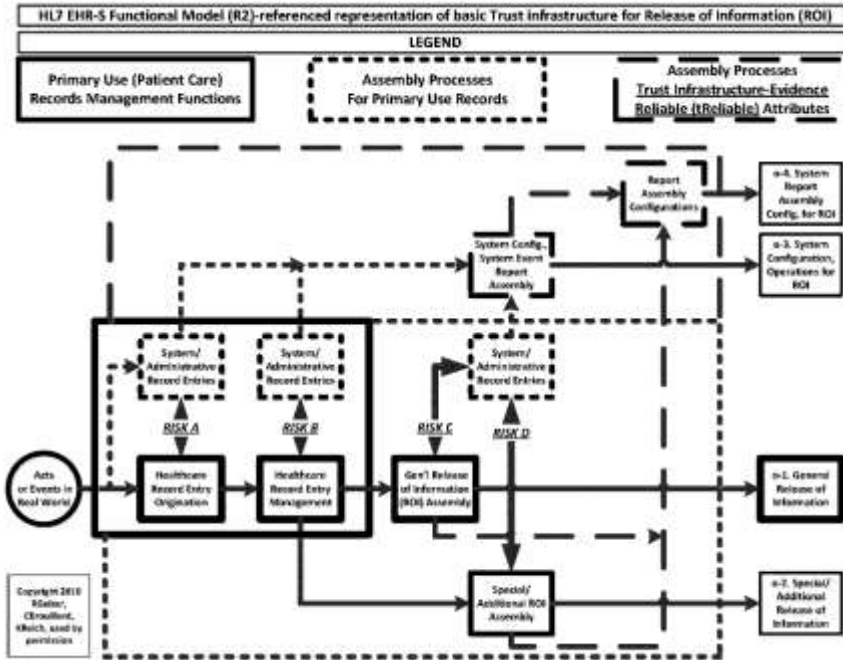 HL7 EHR-S Functional Model (R2)-referenced representation of basic Trust Infrastructure for Release of Information (ROI)
LEGEND
Primary Use (Patient Care)
Records Management Functions
Assembly Processes
For Primary Use Records
Assembly Processes
Trust Infrastructure-Evidence
Reliable (tReliable) Attributes
Report
Assembly
Configurations
o-4. System
Report
Assembly
Config. for ROI
System Config.,
System Event
Report
Assembly
o-3. System
Configuration,
Operations for
ROI
System/
Administrative
Record Entries
System/
Administrative
Record Entries
System/
Administrative
Record Entries
RISK A
RISK B
RISK C
RISK D
Acts
or Events in
Real World
Healthcare
Record Entry
Origination
Healthcare
Record Entry
Management
Gen'l Release
of Information
(ROI) Assembly
o-1. General
Release of
Information
Special/
Additional ROI
Assembly
o-2. Special/
Additional Release
of Information
Copyright 2010
used by
permission